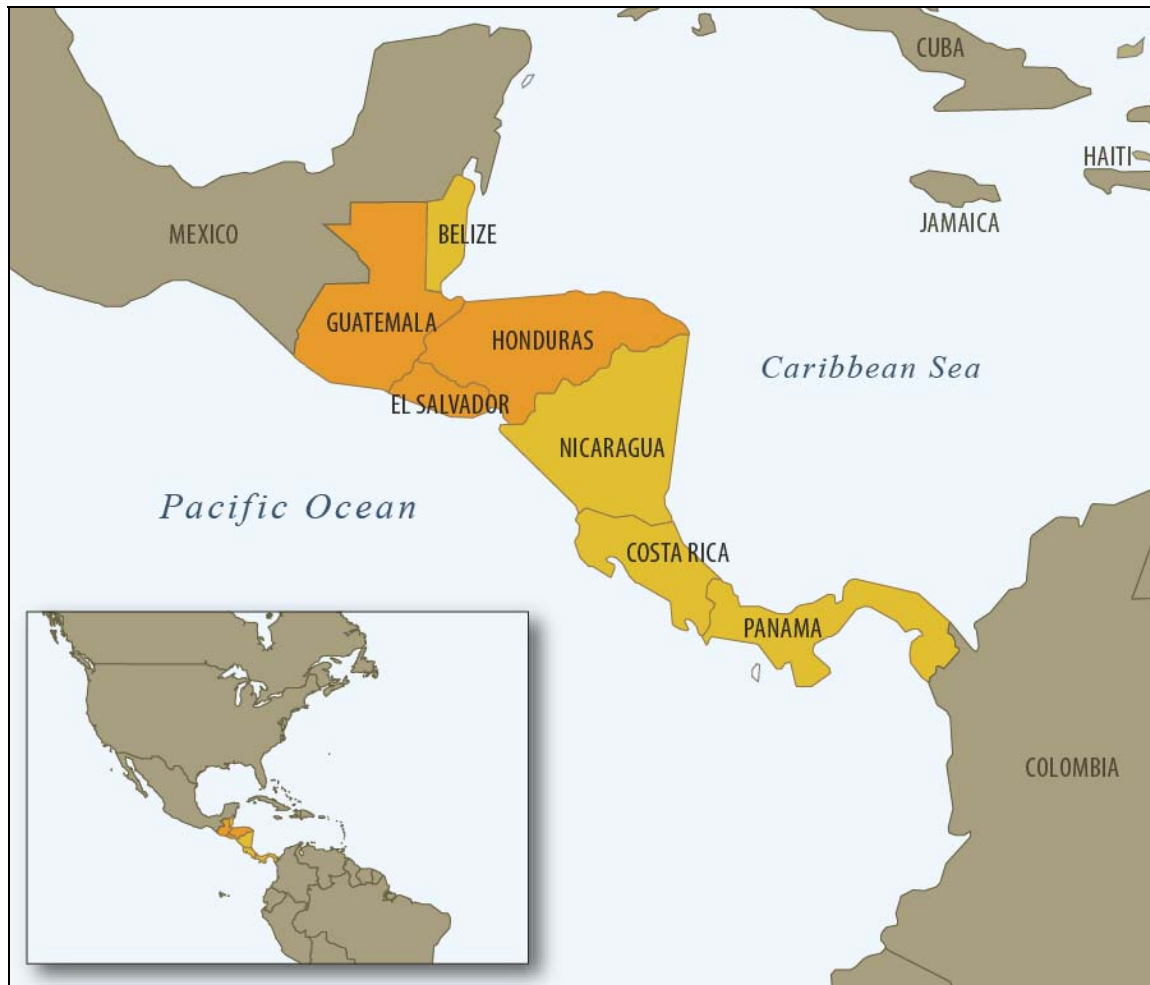 CUBA
HAITI
MEXICO
BELIZE
JAMAICA
GUATEMALA
HONDURAS
Caribbean Sea
EL SALVADOR
NICARAGUA
Pacific Ocean
COSTA RICA
PANAMA
COLOMBIA